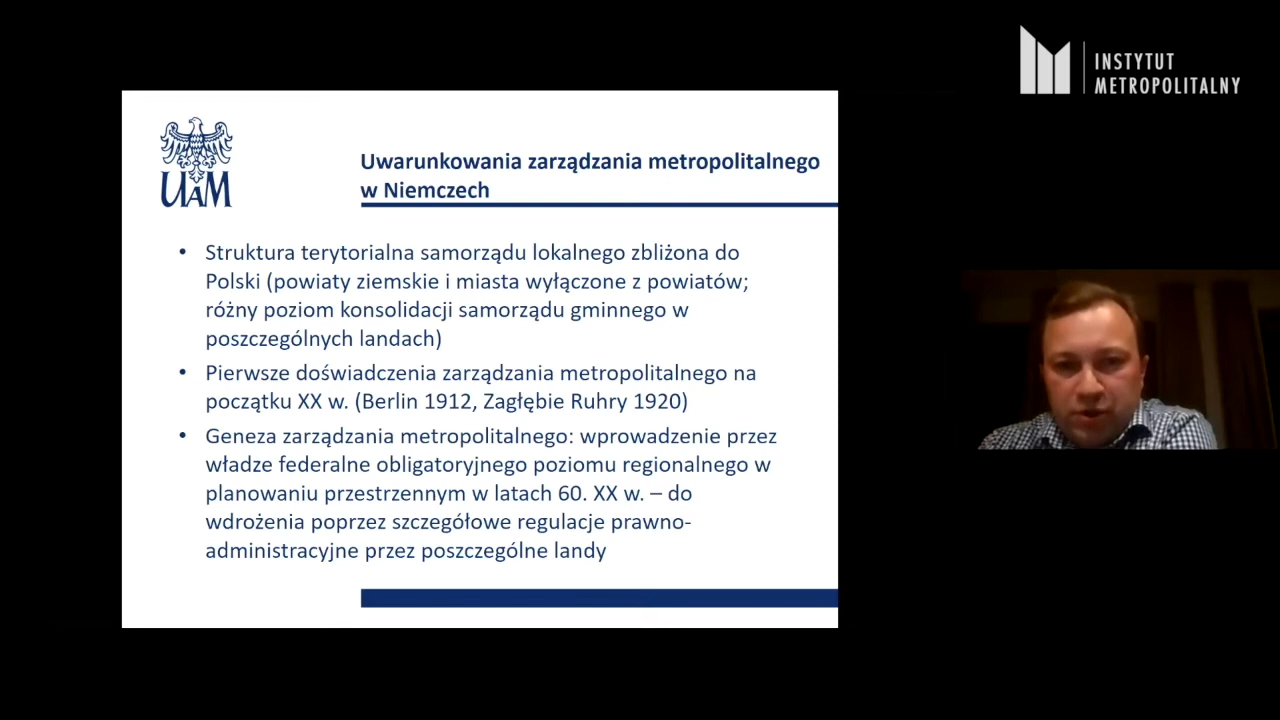 INSTYTUT
METROPOLITALNY
UAM
Uwarunkowania zarządzania metropolitalnego
w Niemczech
• Struktura terytorialna samorządu lokalnego zbliżona do
Polski (powiaty ziemskie i miasta wyłączone z powiatów;
różny poziom konsolidacji samorządu gminnego w
poszczególnych landach)
• Pierwsze doświadczenia zarządzania metropolitalnego na
początku XX w. (Berlin 1912, Zagłębie Ruhry 1920)
• Geneza zarządzania metropolitalnego: wprowadzenie przez
władze federalne obligatoryjnego poziomu regionalnego w
planowaniu przestrzennym w latach 60. XX w. – do
wdrożenia poprzez szczegółowe regulacje prawno-
administracyjne przez poszczególne landy